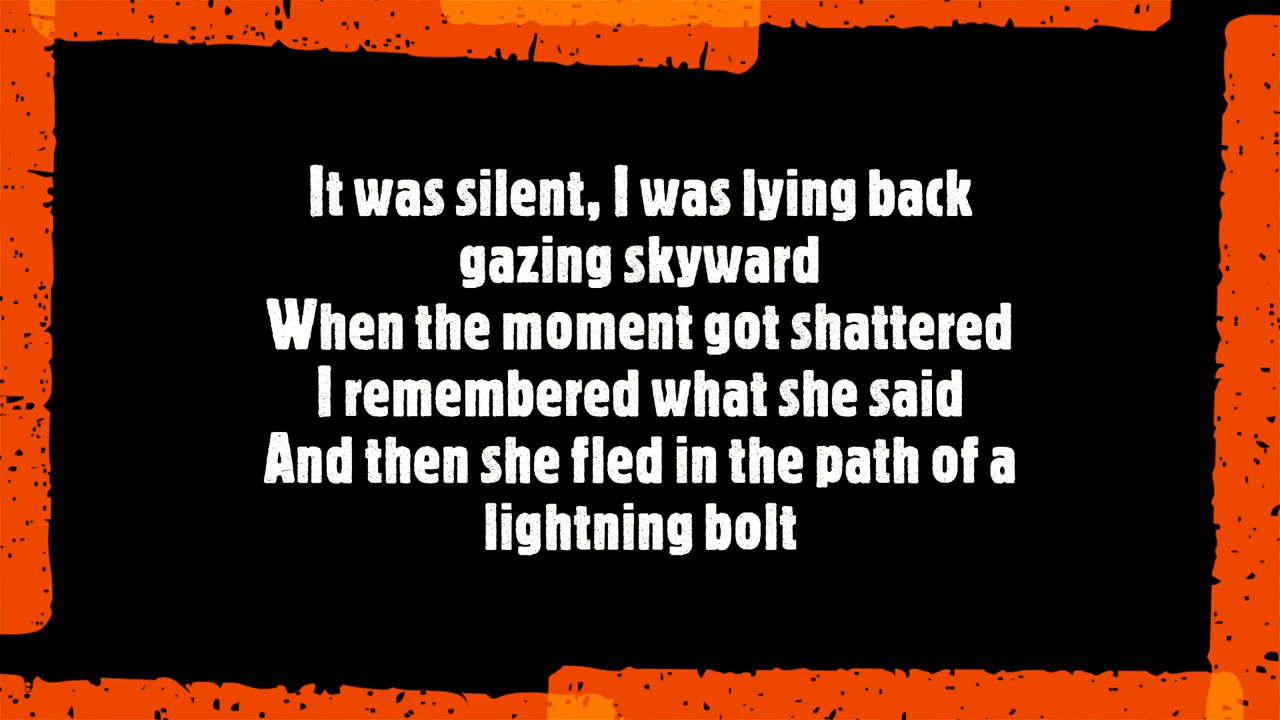 It was silent, I was lying back
gazing skyward
When the moment got shattered
I remembered what she said
And then she fled in the path of a
lightning bolt